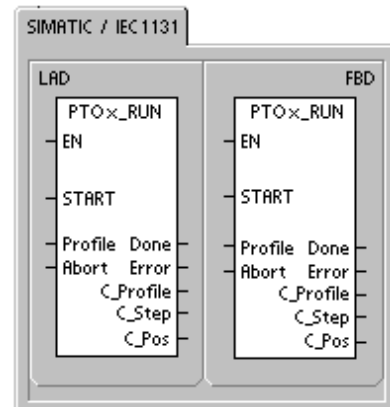 SIMATIC / IEC1131
LAD
FBD
PTOx_RUN
EN
START
Profile Done
Abort Error
C_Profile
C_Step
C_Pos
PTOx_RUN
EN
START
Profile Done
Abort Error
C_Profile
C_Step
C_Pos